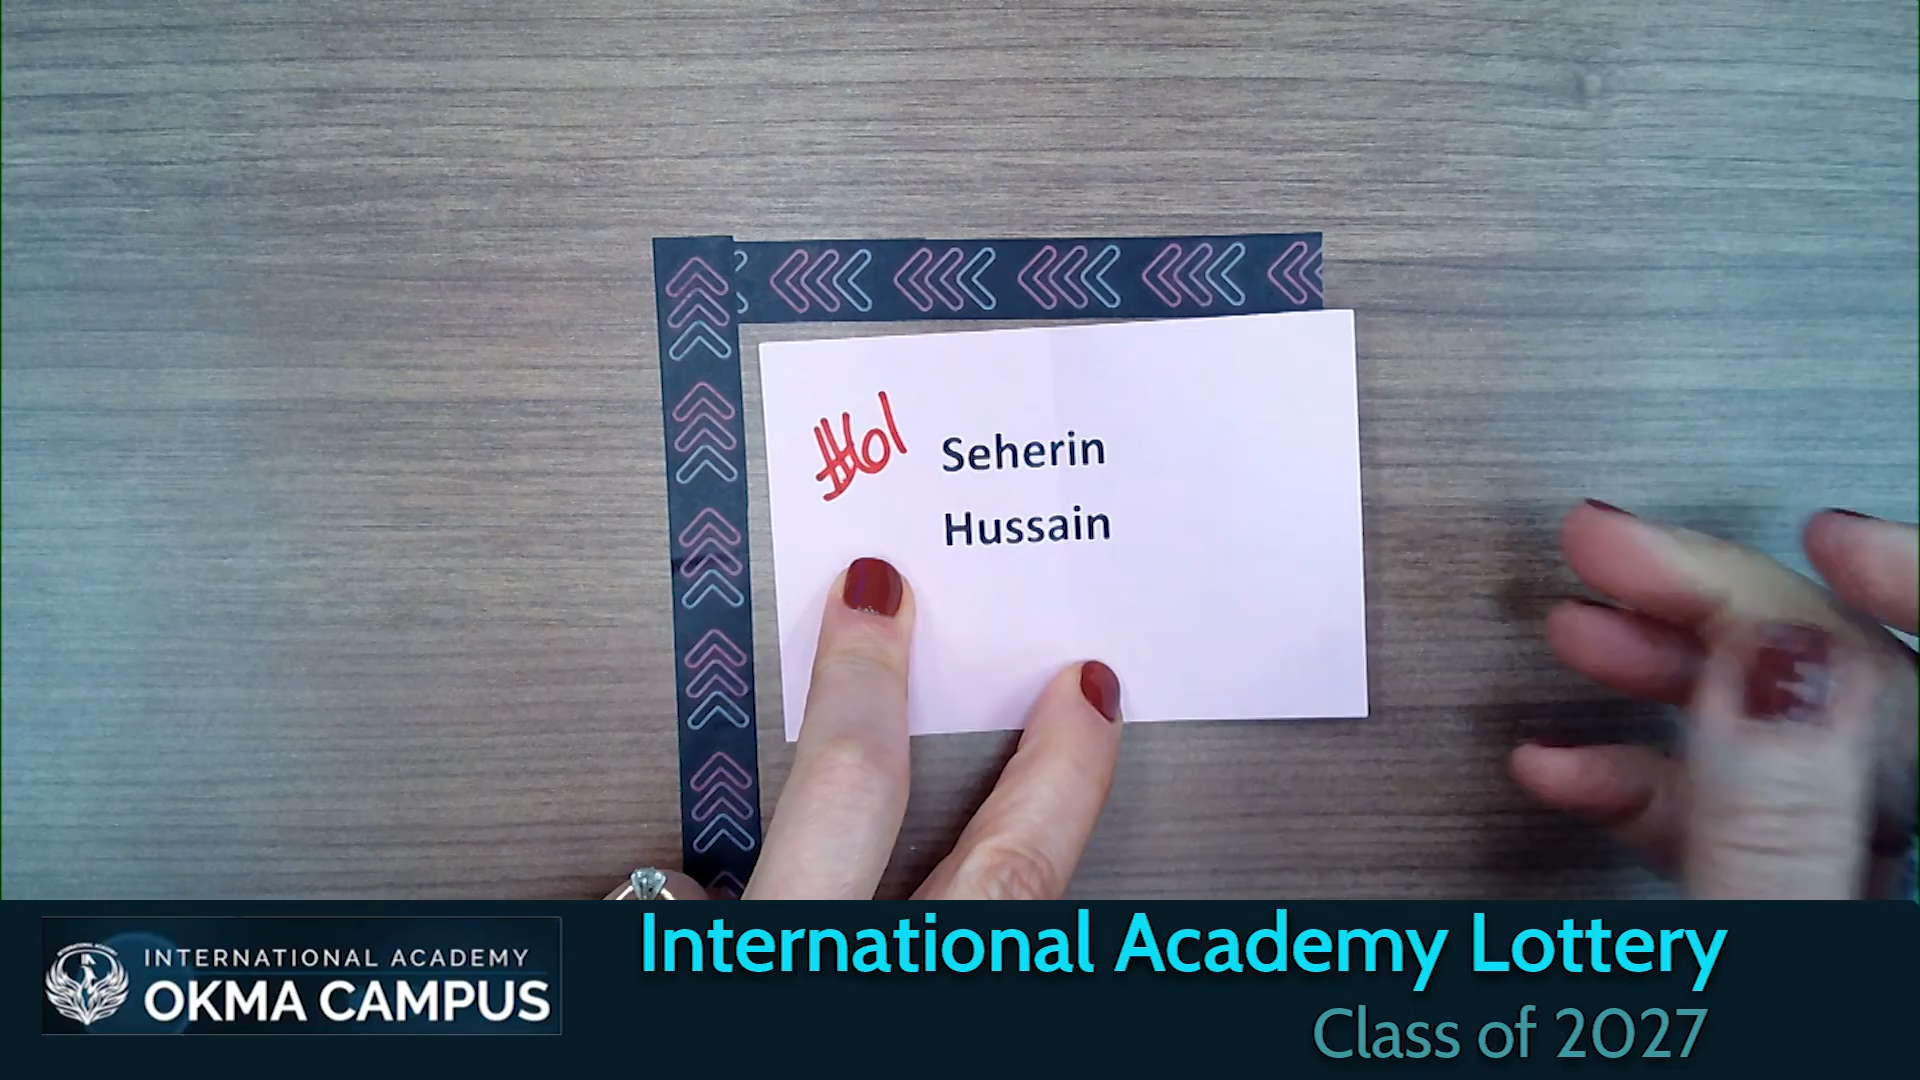 #61
Seherin
Hussain
INTERNATIONAL ACADEMY
OKMA CAMPUS
International Academy Lottery
Class of 2027